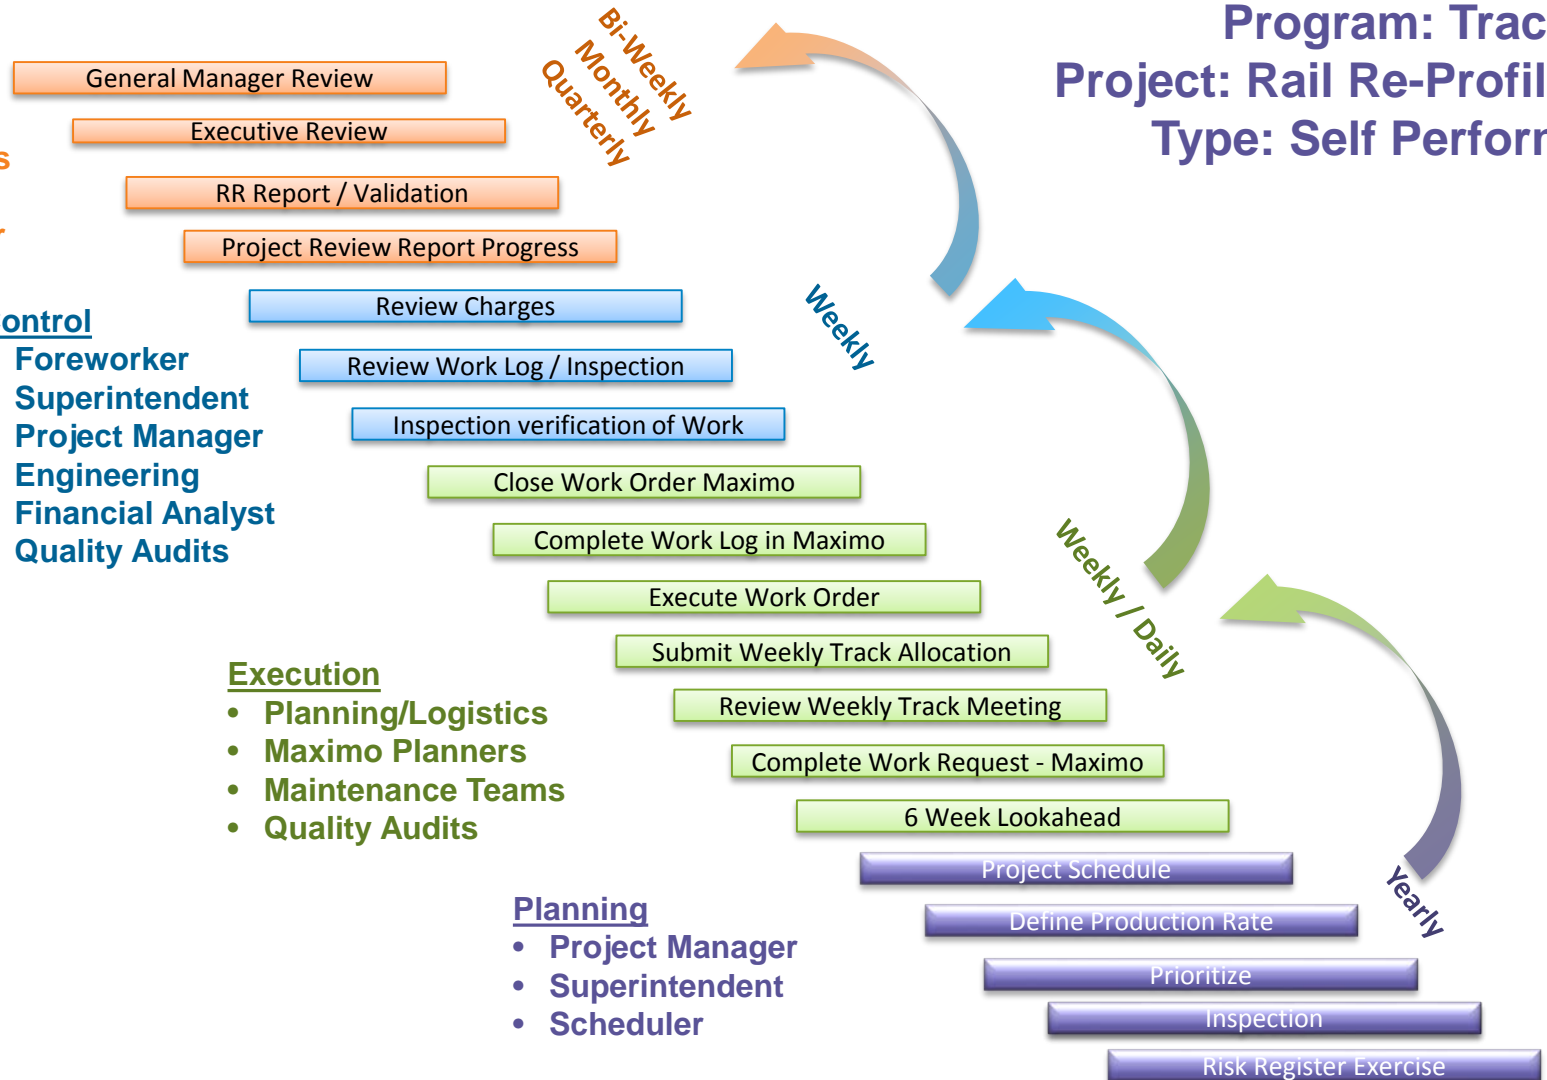 Program: Trac
Project: Rail Re-Profil
Type: Self Perform
Bi-Weekly
Monthly
Quarterly
General Manager Review
Executive Review
s
RR Report / Validation
r
Project Review Report Progress
Review Charges
Weekly
ontrol
Foreworker
Superintendent
Project Manager
Engineering
Financial Analyst
Quality Audits
Review Work Log / Inspection
Inspection verification of Work
Close Work Order Maximo
Complete Work Log in Maximo
Weekly / Daily
Execute Work Order
Submit Weekly Track Allocation
Review Weekly Track Meeting
Complete Work Request - Maximo
6 Week Lookahead
Execution
• Planning/Logistics
• Maximo Planners
• Maintenance Teams
• Quality Audits
Project Schedule
Yearly
Define Production Rate
Prioritize
Inspection
Risk Register Exercise
Planning
• Project Manager
• Superintendent
• Scheduler